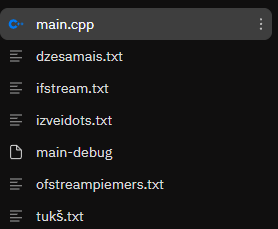 main.cpp
dzesamais.txt
ifstream.txt
izveidots.txt
main-debug
ofstreampiemers.txt
tukš.txt